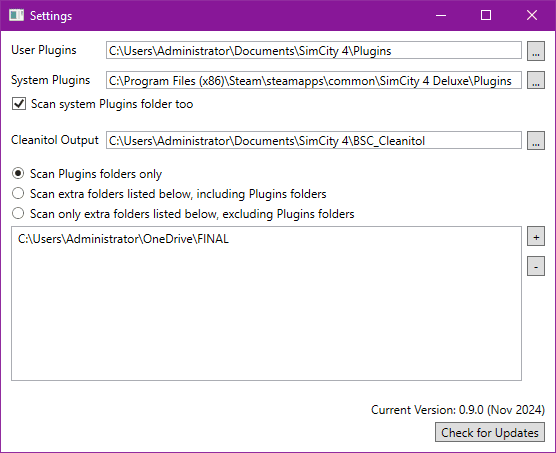 Settings
User Plugins C:\Users\Administrator\Documents\SimCity 4\Plugins ...
System Plugins C:\Program Files (x86)\Steam\steamapps\common\SimCity 4 Deluxe\Plugins ...
Scan system Plugins folder too
Cleanitol Output C:\Users\Administrator\Documents\SimCity 4\BSC_Cleanitol ...
Scan Plugins folders only
Scan extra folders listed below, including Plugins folders
Scan only extra folders listed below, excluding Plugins folders
C:\Users\Administrator\OneDrive\FINAL +
-
Current Version: 0.9.0 (Nov 2024)
Check for Updates